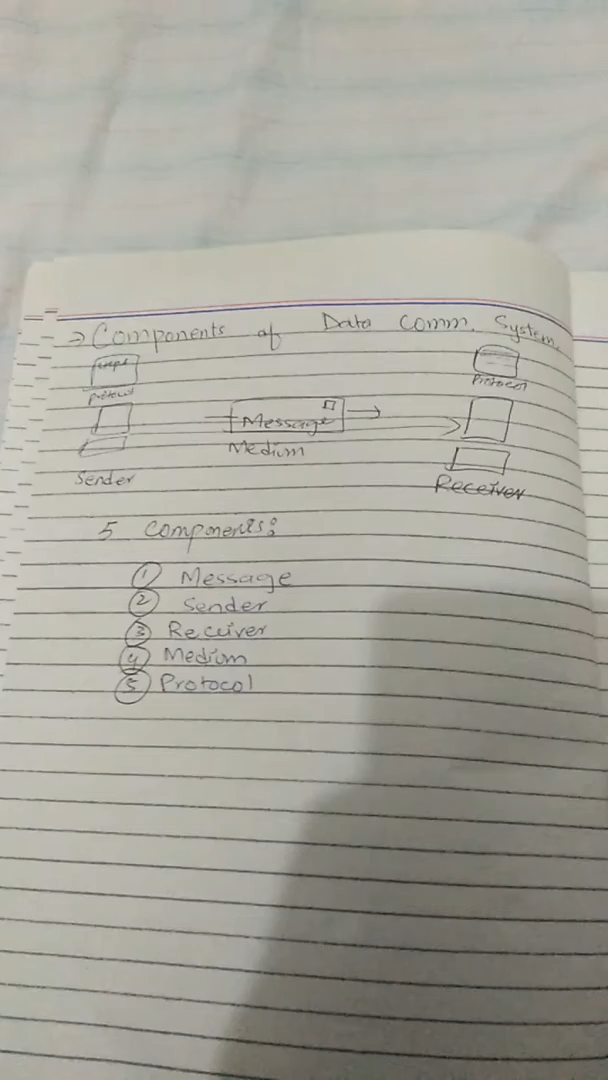 → Components of Data Comm. System.
Protocol
Protocol
Message
Medium
Sender
Receiver
5 Components:
① Message
② Sender
③ Receiver
④ Medium
⑤ Protocol